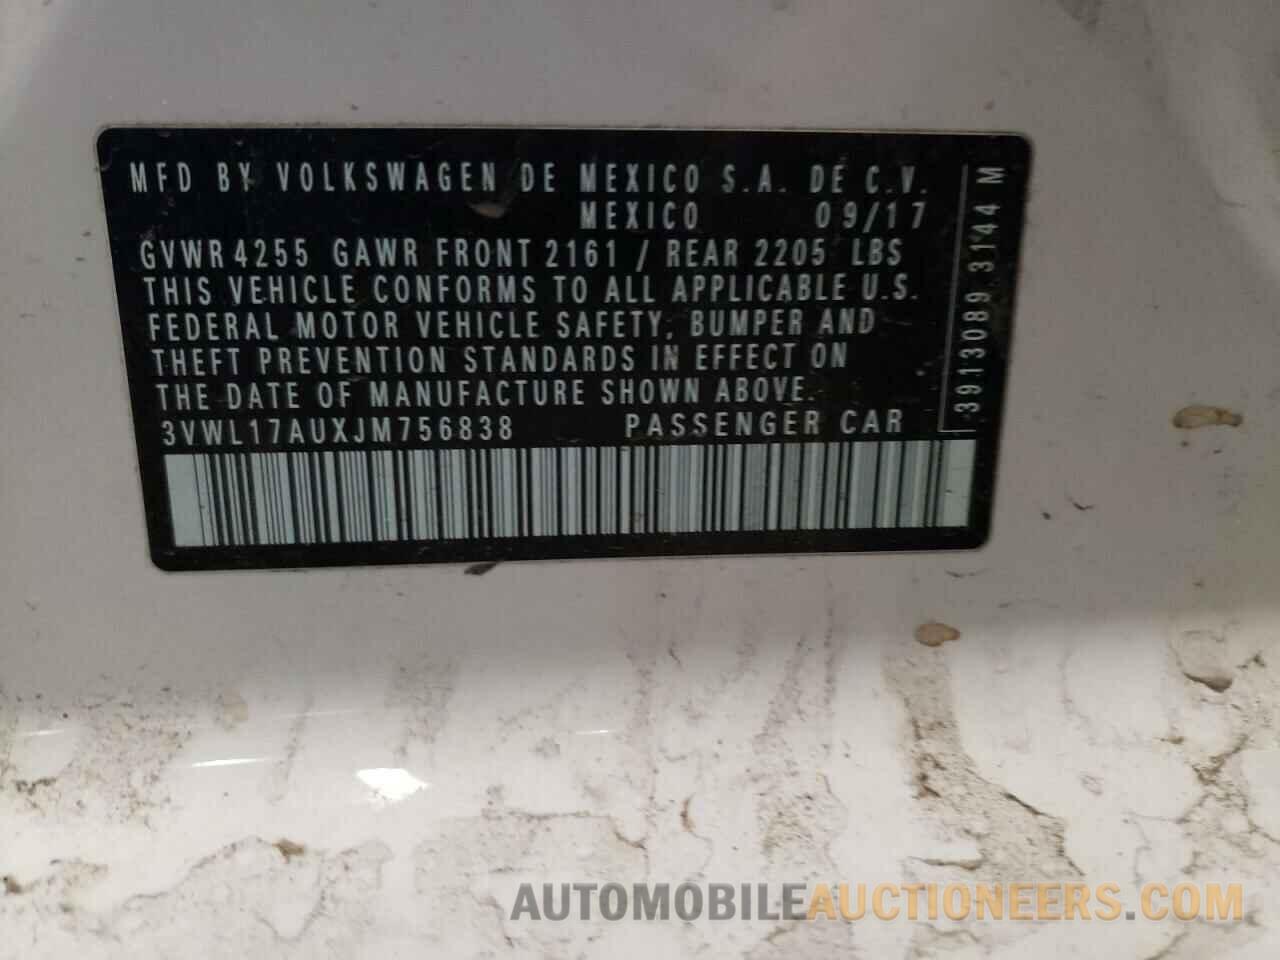 MFD BY VOLKSWAGEN DE MEXICO S.A. DE C.V.
MEXICO 09/17
GVWR 4255 GAWR FRONT 2161 / REAR 2205 LBS
THIS VEHICLE CONFORMS TO ALL APPLICABLE U.S.
FEDERAL MOTOR VEHICLE SAFETY, BUMPER AND
THEFT PREVENTION STANDARDS IN EFFECT ON
THE DATE OF MANUFACTURE SHOWN ABOVE.
3VWL17AUXJM756838 PASSENGER CAR
3913089 3144 M
AUTOMOBILEAUCTIONEERS.COM